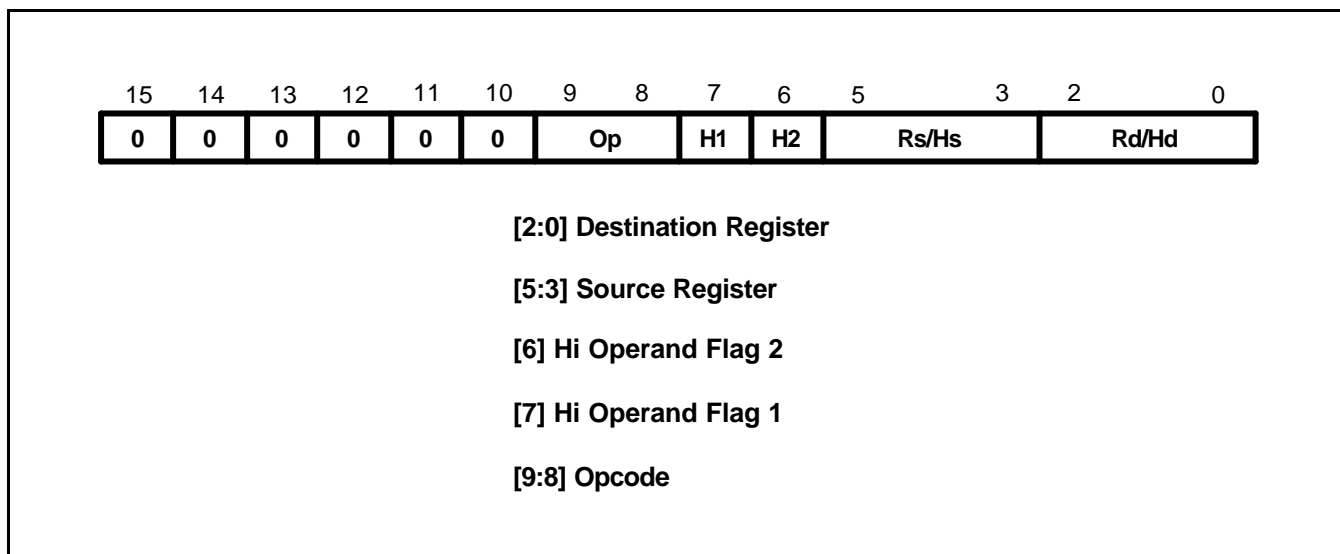 15 14 13 12 11 10 9 8 7 6 5 3 2 0
0 0 0 0 0 0 Op H1 H2 Rs/Hs Rd/Hd
[2:0] Destination Register
[5:3] Source Register
[6] Hi Operand Flag 2
[7] Hi Operand Flag 1
[9:8] Opcode